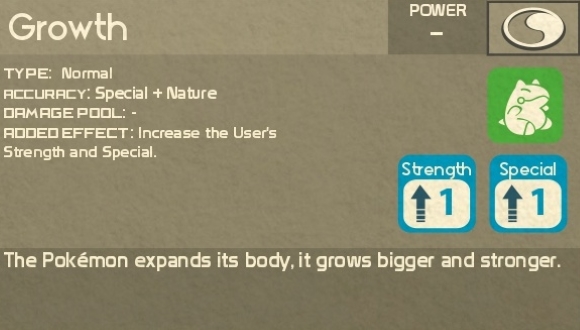 Growth
POWER
–
TYPE: Normal
ACCURACY: Special + Nature
DAMAGE POOL: -
ADDED EFFECT: Increase the User's
Strength and Special.
Strength
1
Special
1
The Pokémon expands its body, it grows bigger and stronger.